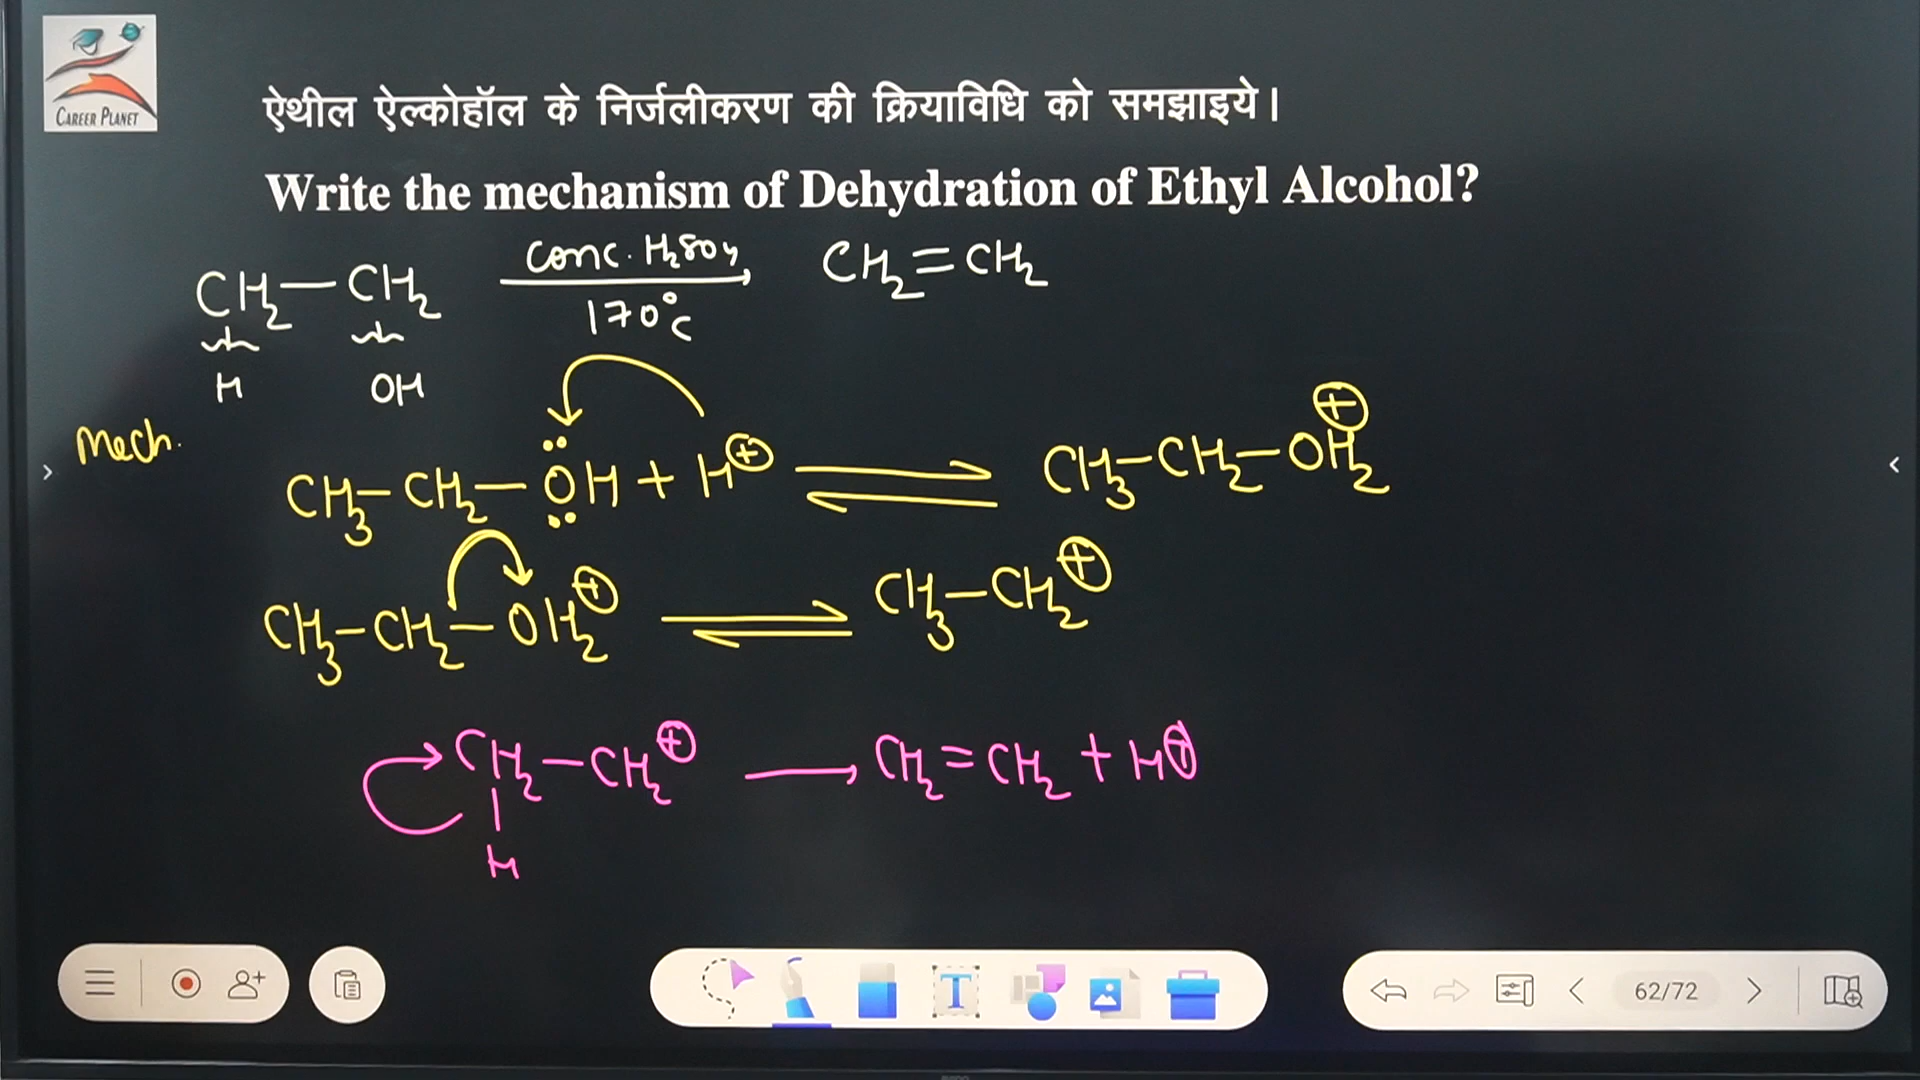 CAREER PLANET
ऐथील ऐल्कोहॉल के निर्जलीकरण की क्रियाविधि को समझाइये।
Write the mechanism of Dehydration of Ethyl Alcohol?
CH₂—CH₂ conc. H₂SO₄ 170°C CH₂=CH₂
H OH
Mech.
CH₃—CH₂—OH + H⊕ ⇌ CH₃—CH₂—OH₂⊕
CH₃—CH₂—OH₂⊕ ⇌ CH₃—CH₂⊕
CH₂—CH₂⊕ → CH₂=CH₂ + H⊕
H
T
62/72